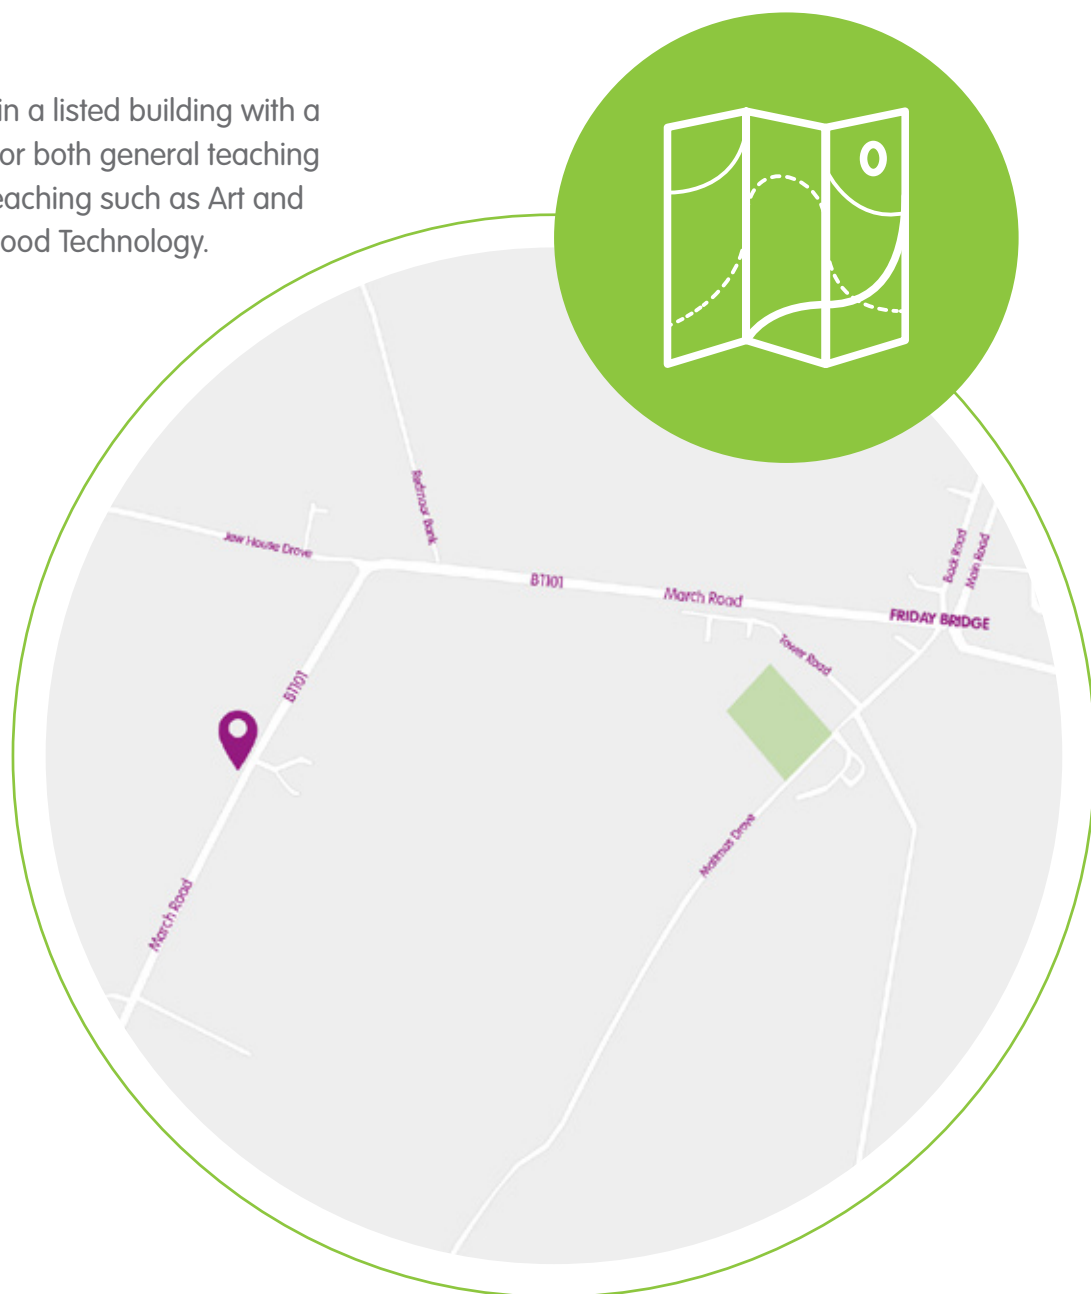 in a listed building with a
or both general teaching
eaching such as Art and
ood Technology.
Redmoor Bank
Jew House Drove
B1101
March Road
Back Road
Main Road
FRIDAY BRIDGE
Tower Road
B1101
Maltmas Drove
March Road